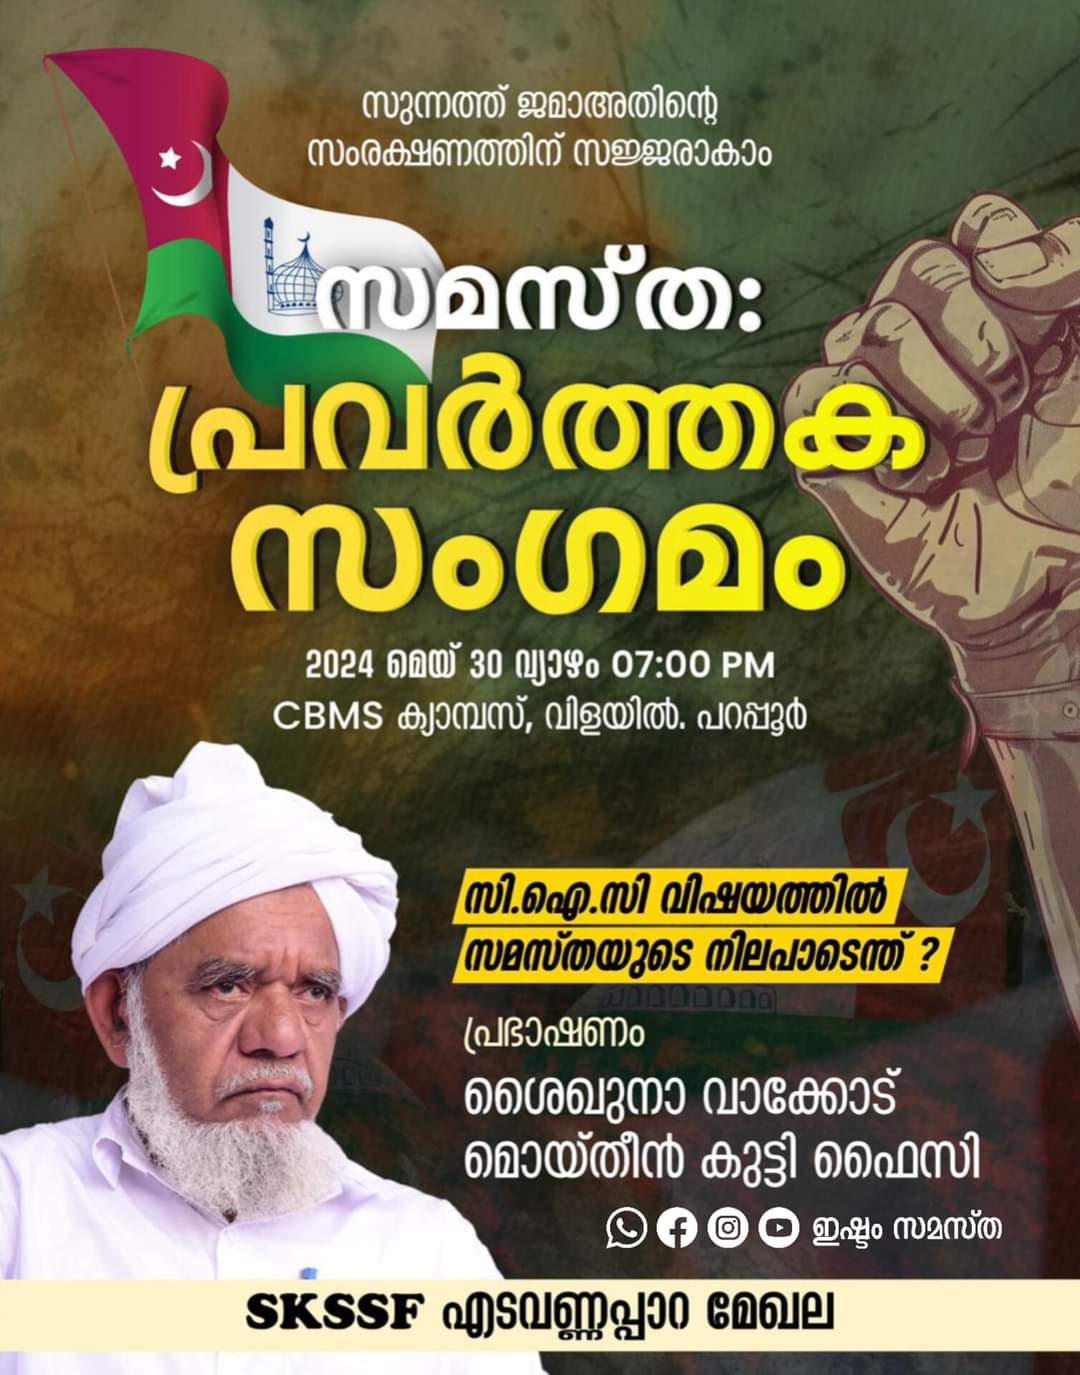 സുന്നത്ത് ജമാഅതിന്റെ
സംരക്ഷണത്തിന് സജ്ജരാകാം
സമസ്ത:
പ്രവർത്തക
സംഗമം
2024 മെയ് 30 വ്യാഴം 07:00 PM
CBMS ക്യാമ്പസ്, വിളയിൽ. പറപ്പൂർ
സി.ഐ.സി വിഷയത്തിൽ
സമസ്തയുടെ നിലപാടെന്ത് ?
പ്രഭാഷണം
ശൈഖുനാ വാക്കോട്
മൊയ്തീൻ കുട്ടി ഫൈസി
ഇഷ്ടം സമസ്ത
SKSSF എടവണ്ണപ്പാറ മേഖല